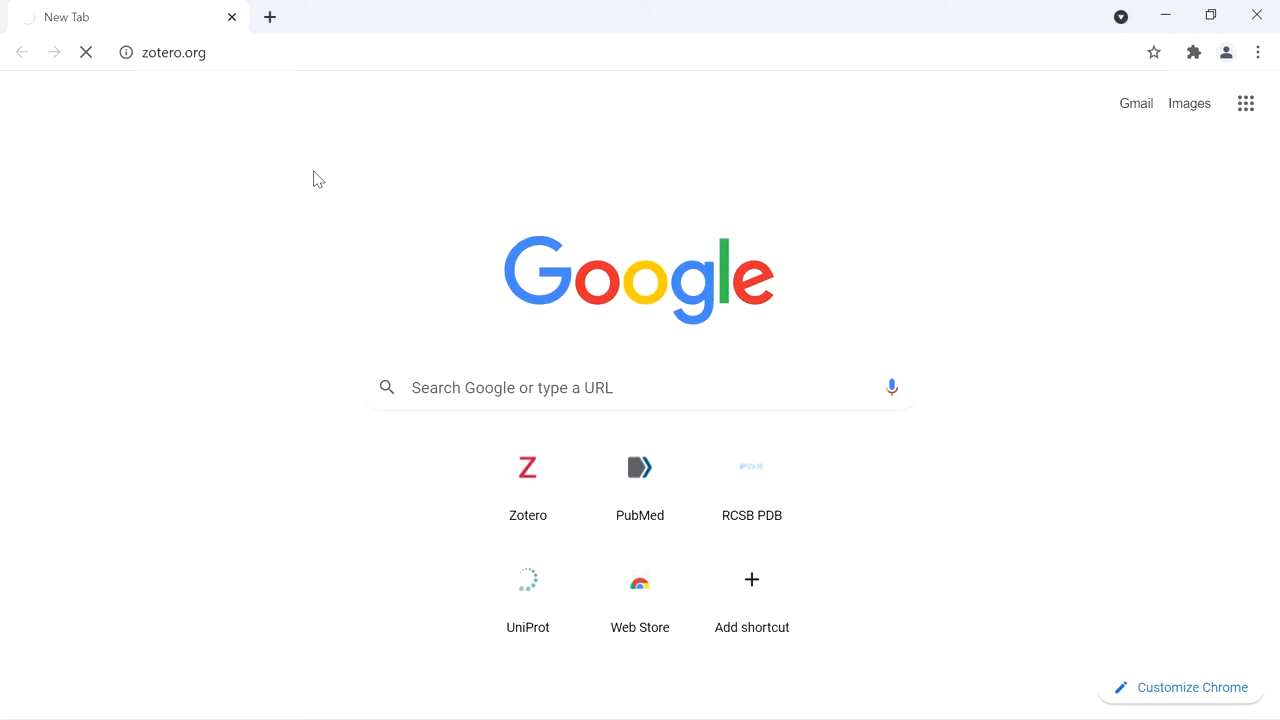 New Tab
zotero.org
Gmail Images
Google
Search Google or type a URL
Z
PDB
Zotero PubMed RCSB PDB
UniProt Web Store Add shortcut
Customize Chrome